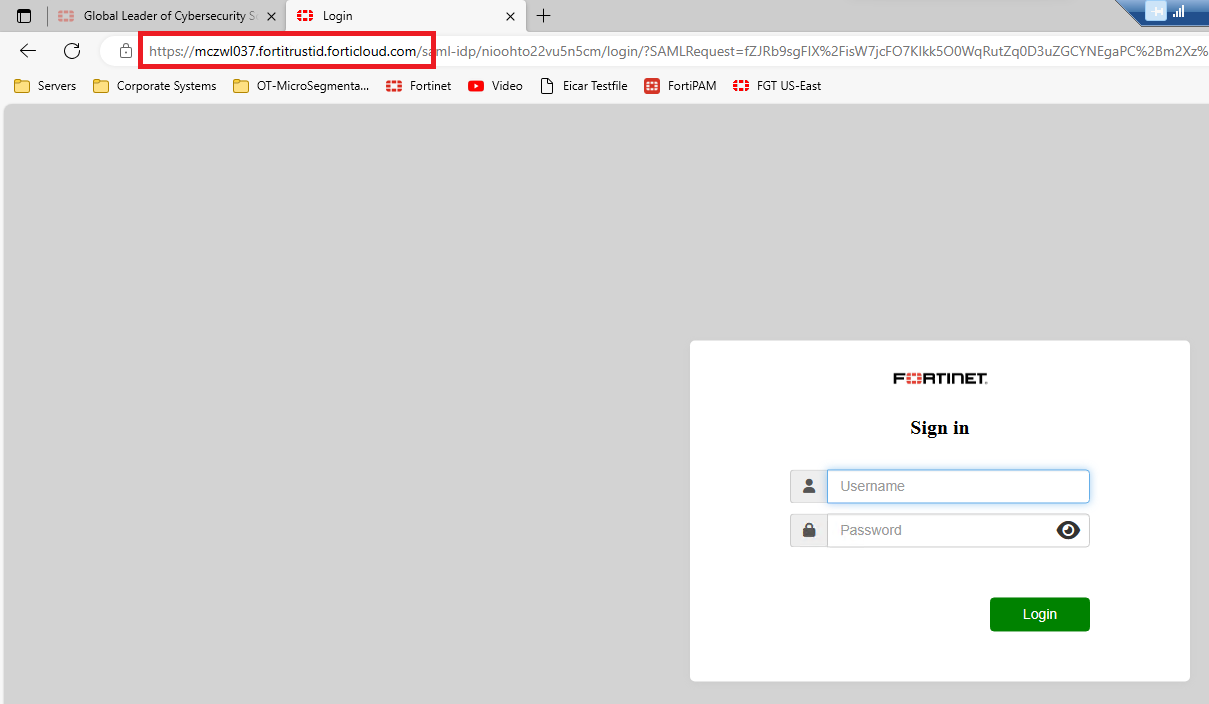 Global Leader of Cybersecurity So
Login
https://mczwl037.fortitrustid.forticloud.com/saml-idp/nioohto22vu5n5cm/login/?SAMLRequest=fZJRb9sgFIX%2FisW7jcFO7KIkk5O0WqRutZq0D3uZGCYNEgaPC%2Bm2Xz%
Servers Corporate Systems OT-MicroSegmenta... Fortinet Video Eicar Testfile FortiPAM FGT US-East
FORTINET
Sign in
Username
Password
Login